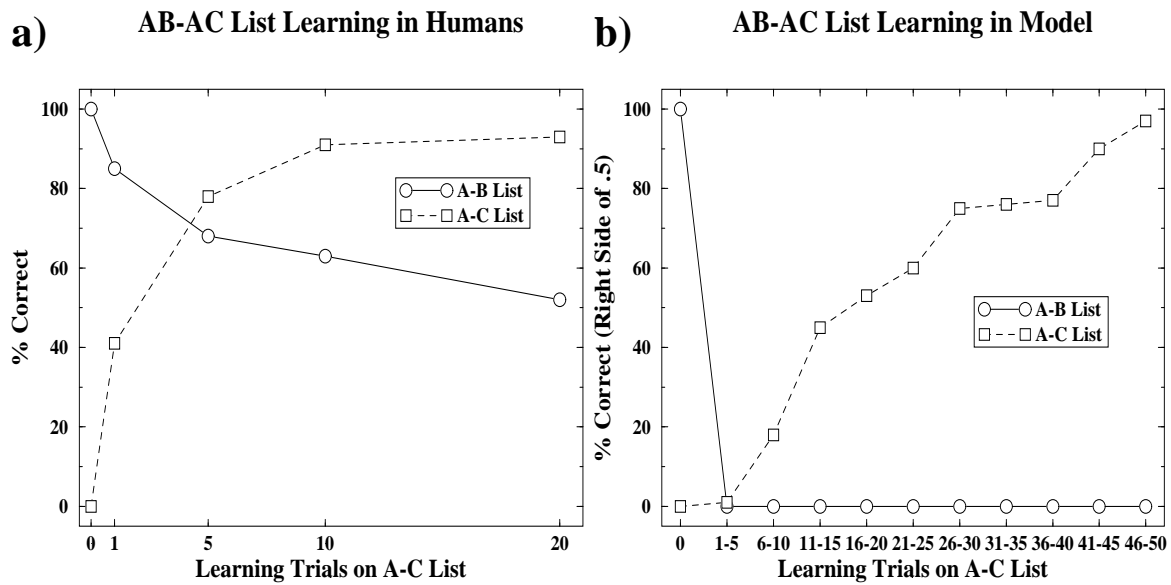 a)
AB-AC List Learning in Humans
% Correct
100
80
60
40
20
0
A-B List
A-C List
0 1 5 10 20
Learning Trials on A-C List
b)
AB-AC List Learning in Model
% Correct (Right Side of .5)
100
80
60
40
20
0
A-B List
A-C List
0 1-5 6-10 11-15 16-20 21-25 26-30 31-35 36-40 41-45 46-50
Learning Trials on A-C List